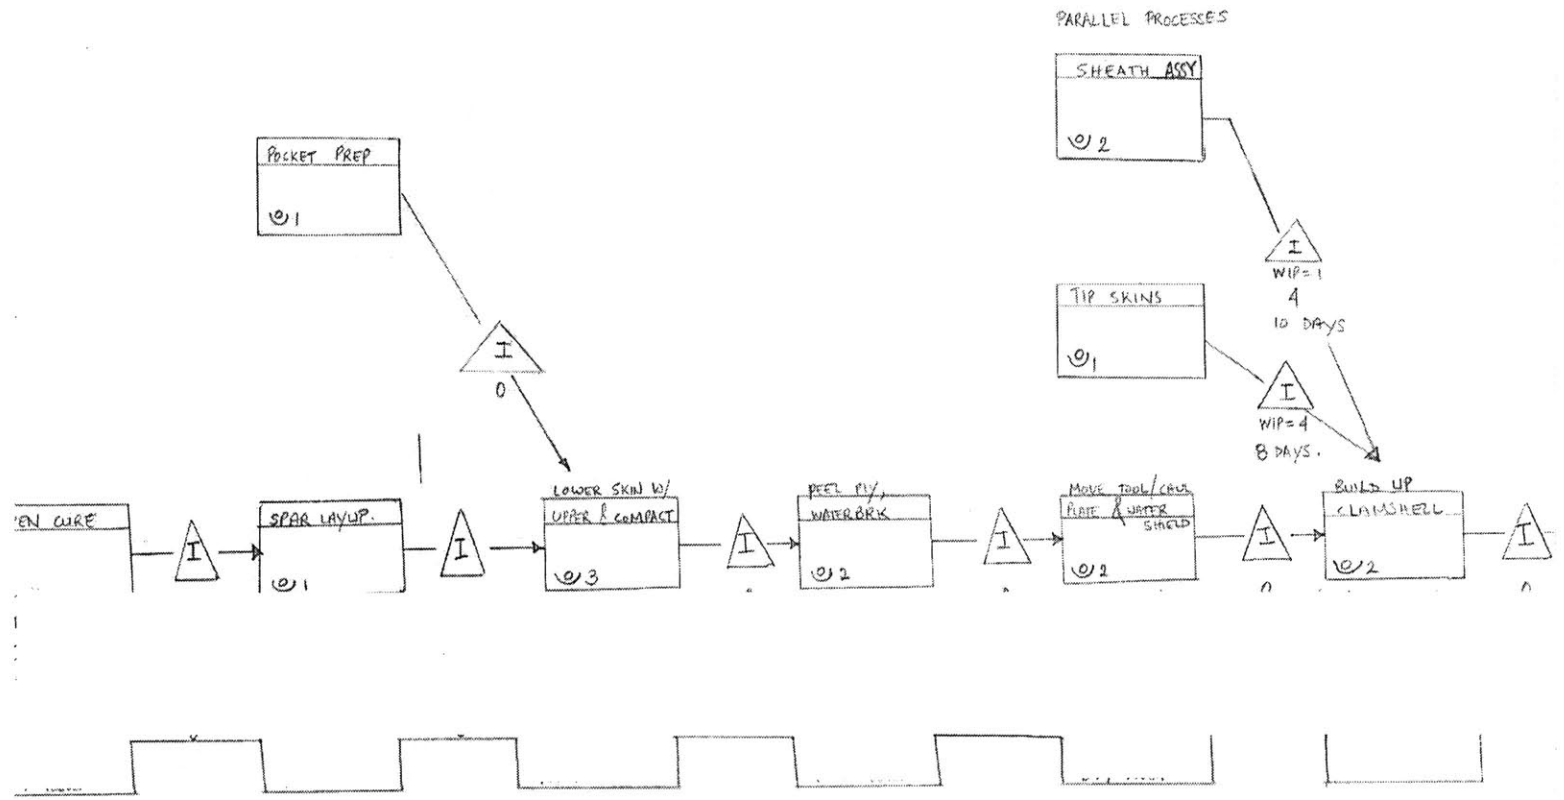 PARALLEL PROCESSES
SHEATH ASSY
2
POCKET PREP
1
I
WIP=1
4
10 DAYS
TIP SKINS
1
I
WIP=4
8 DAYS.
I
0
'EN CURE
I
SPAR LAYUP.
1
I
LOWER SKIN W/
UPPER & COMPACT
3
I
PEEL PLY,
WATERBRK
2
I
MOVE TOOL/CAUL
PLATE & WATER
SHIELD
2
I
0
BUILD UP
CLAMSHELL
2
I
0